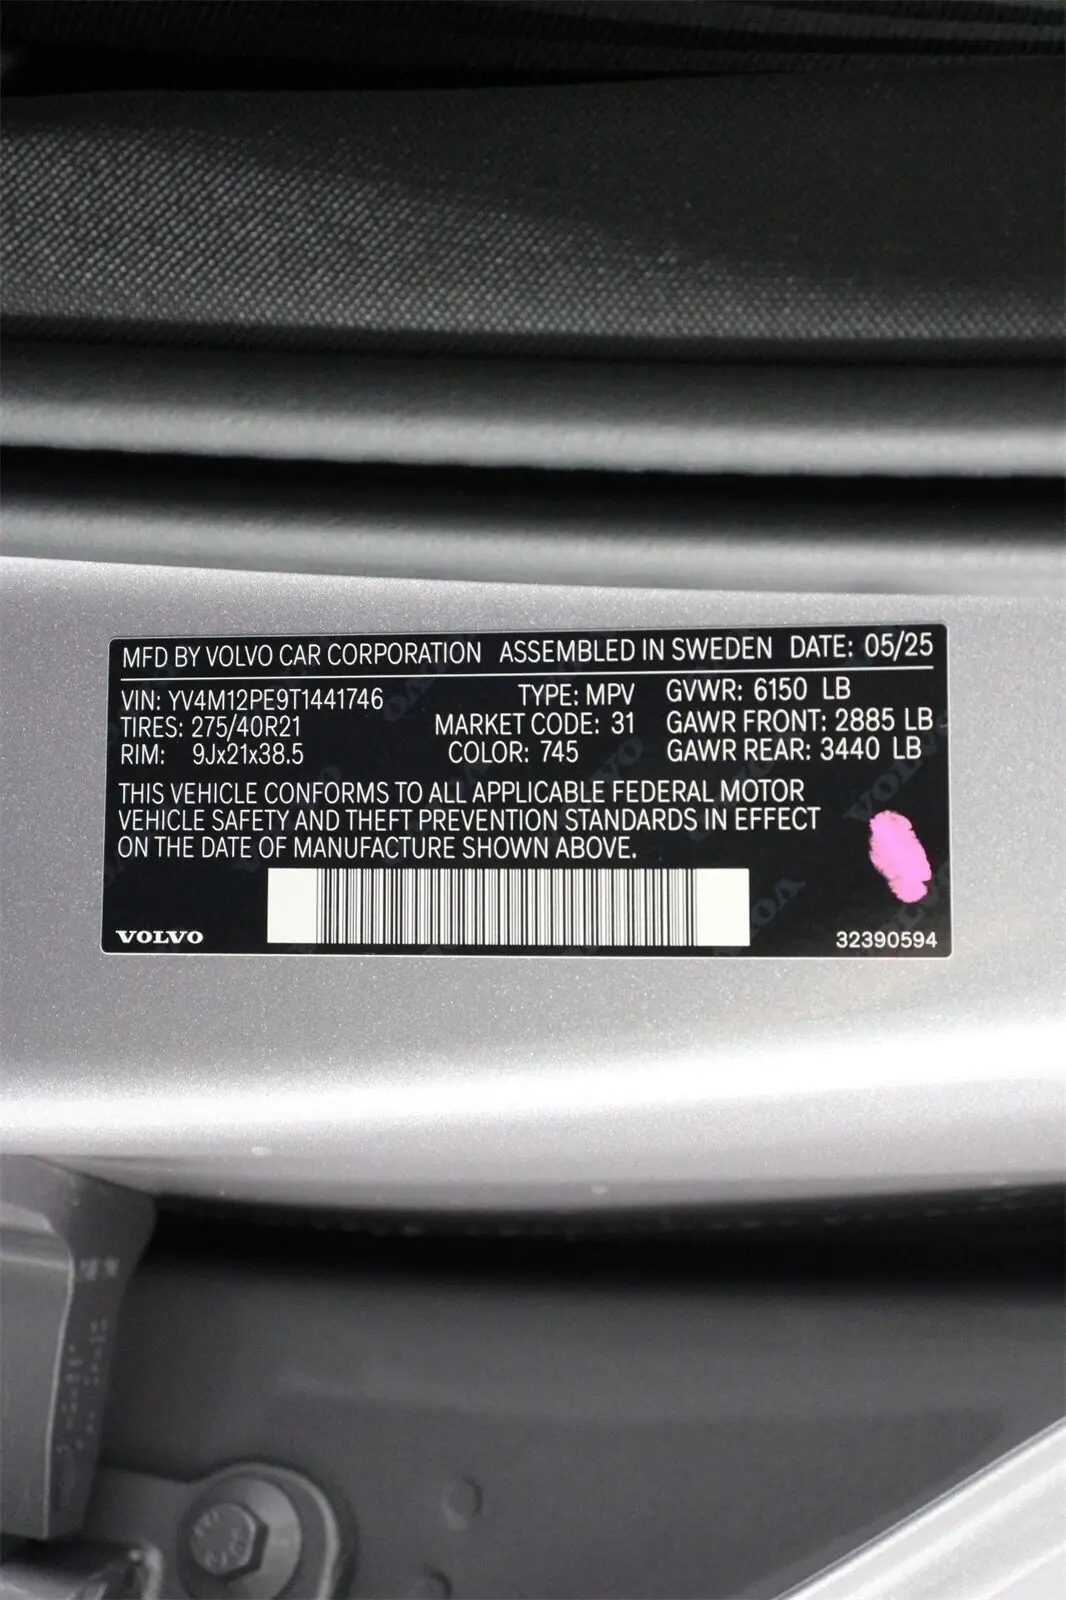 MFD BY VOLVO CAR CORPORATION ASSEMBLED IN SWEDEN DATE: 05/25
VIN: YV4M12PE9T1441746 TYPE: MPV GVWR: 6150 LB
TIRES: 275/40R21 MARKET CODE: 31 GAWR FRONT: 2885 LB
RIM: 9Jx21x38.5 COLOR: 745 GAWR REAR: 3440 LB
THIS VEHICLE CONFORMS TO ALL APPLICABLE FEDERAL MOTOR
VEHICLE SAFETY AND THEFT PREVENTION STANDARDS IN EFFECT
ON THE DATE OF MANUFACTURE SHOWN ABOVE.
VOLVO 32390594